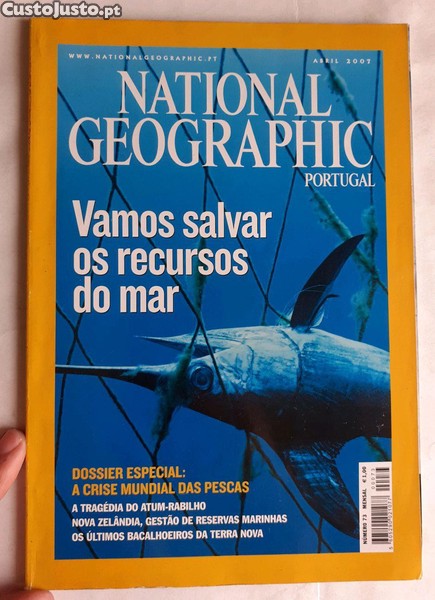 CustoJusto.pt
WWW.NATIONALGEOGRAPHIC.PT
ABRIL 2007
NATIONAL
GEOGRAPHIC
PORTUGAL
Vamos salvar
os recursos
do mar
DOSSIER ESPECIAL:
A CRISE MUNDIAL DAS PESCAS
A TRAGÉDIA DO ATUM-RABILHO
NOVA ZELÂNDIA, GESTÃO DE RESERVAS MARINHAS
OS ÚLTIMOS BACALHOEIROS DA TERRA NOVA
NÚMERO 73 MENSAL